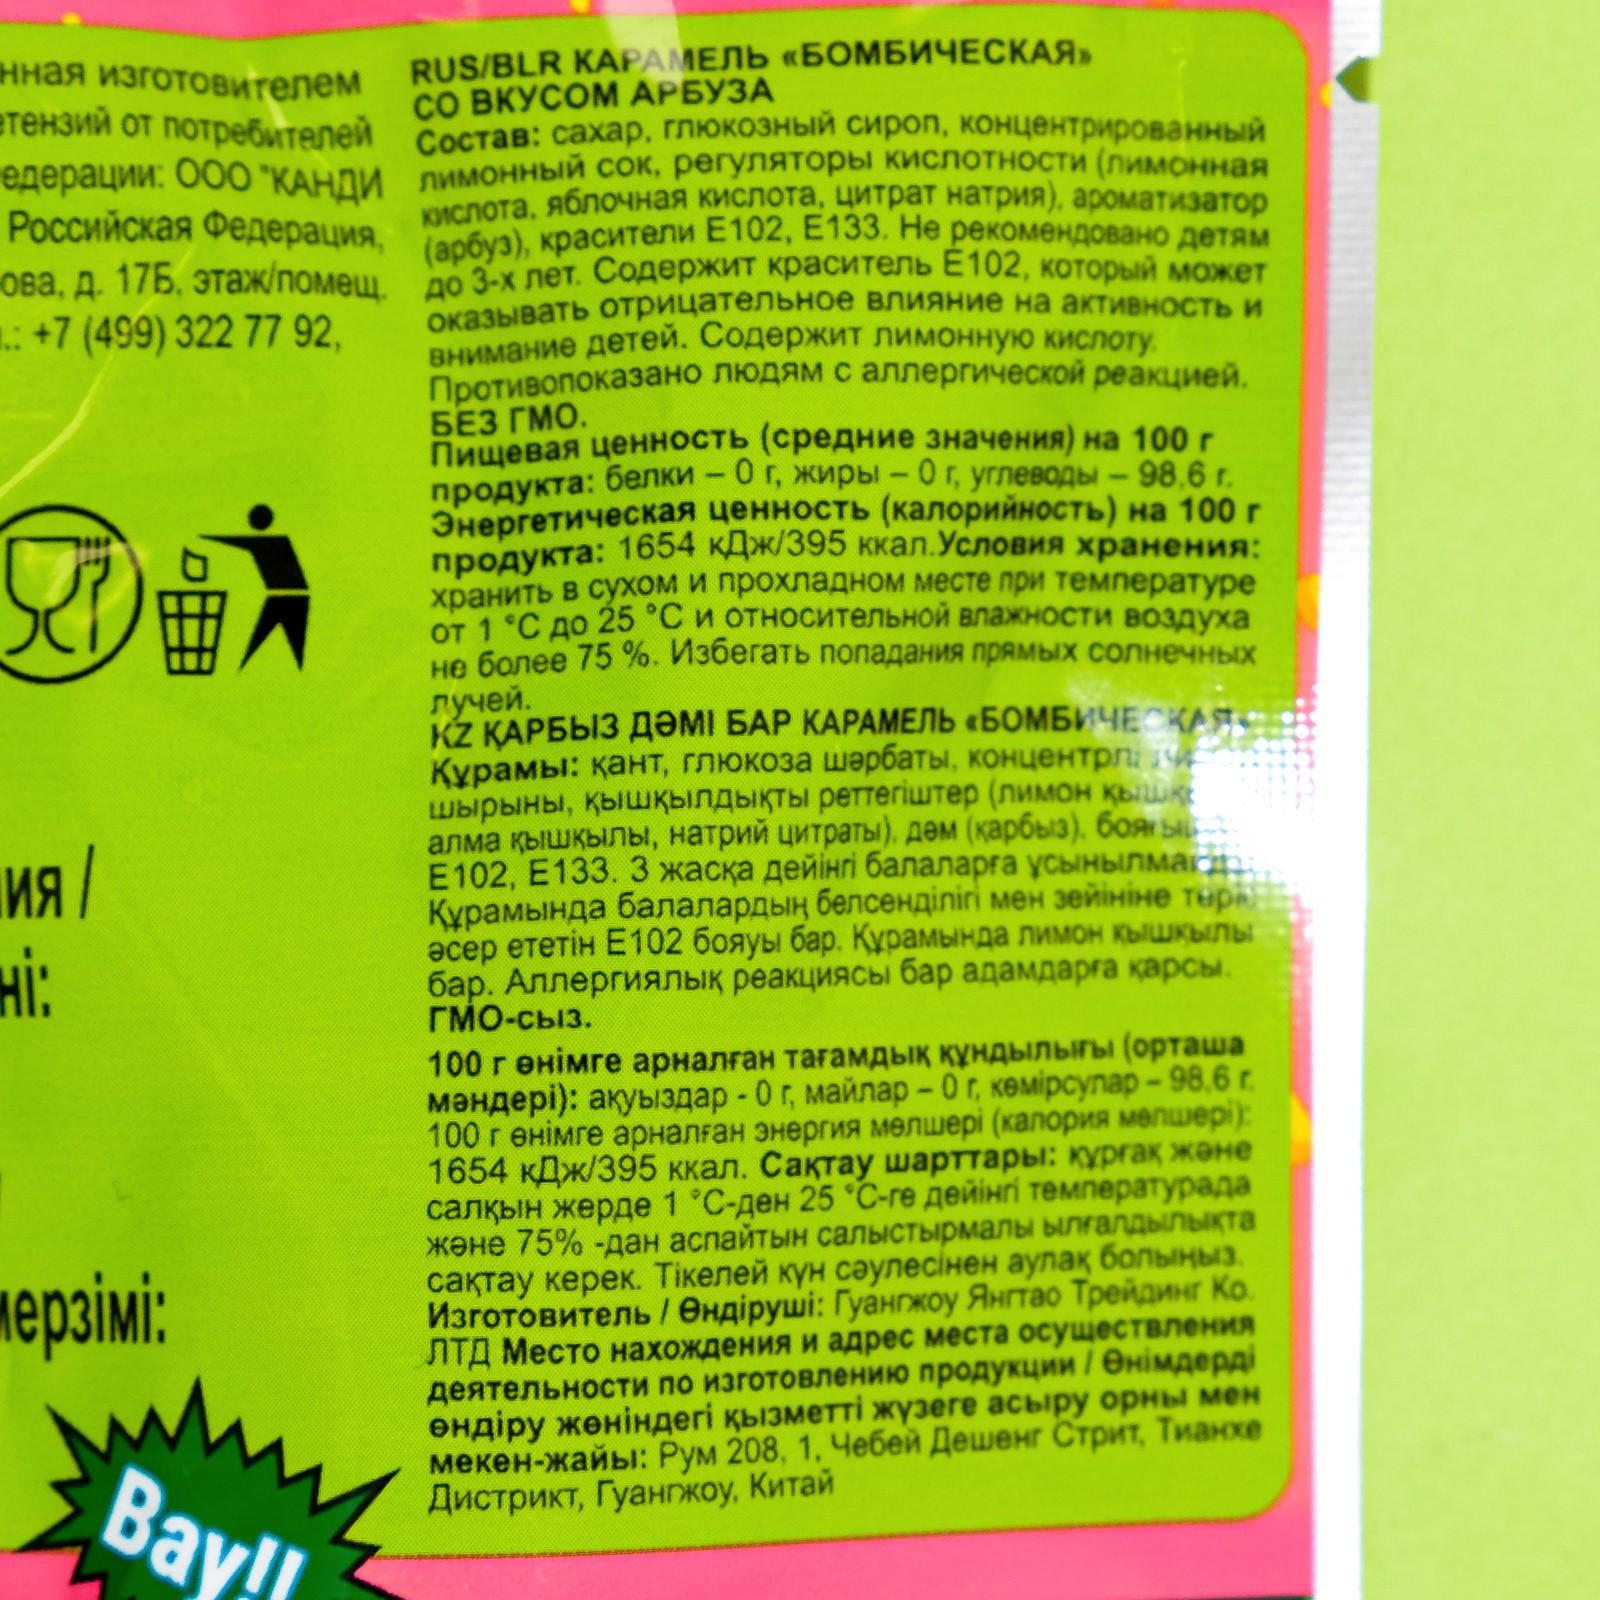 нная изготовителем
етензий от потребителей
едерации: ООО "КАНДИ
Российская Федерация,
ова, д. 17Б, этаж/помещ.
.: +7 (499) 322 77 92,
ия /
ні:
мерзімі:
Вау!!
RUS/BLR КАРАМЕЛЬ «БОМБИЧЕСКАЯ»
СО ВКУСОМ АРБУЗА
Состав: сахар, глюкозный сироп, концентрированный
лимонный сок, регуляторы кислотности (лимонная
кислота, яблочная кислота, цитрат натрия), ароматизатор
(арбуз), красители Е102, Е133. Не рекомендовано детям
до 3-х лет. Содержит краситель Е102, который может
оказывать отрицательное влияние на активность и
внимание детей. Содержит лимонную кислоту.
Противопоказано людям с аллергической реакцией.
БЕЗ ГМО.
Пищевая ценность (средние значения) на 100 г
продукта: белки – 0 г, жиры – 0 г, углеводы – 98,6 г.
Энергетическая ценность (калорийность) на 100 г
продукта: 1654 кДж/395 ккал.Условия хранения:
хранить в сухом и прохладном месте при температуре
от 1 °С до 25 °С и относительной влажности воздуха
не более 75 %. Избегать попадания прямых солнечных
лучей.
KZ ҚАРБЫЗ ДӘМІ БАР КАРАМЕЛЬ «БОМБИЧЕСКАЯ»
Құрамы: қант, глюкоза шәрбаты,
шырыны, қышқылдықты реттегіштер (лимон
алма қышқылы, натрий цитраты), дәм (қарбыз),
Е102, Е133. 3 жасқа дейінгі балаларға
Құрамында балалардың белсенділігі мен зейініне
әсер ететін Е102 бояуы бар. Құрамында лимон қышқылы
бар. Аллергиялық реакциясы бар адамдарға қарсы.
ГМО-сыз.
100 г өнімге арналған тағамдық құндылығы (орташа
мәндері): ақуыздар - 0 г, майлар – 0 г, көмірсулар – 98,6 г.
100 г өнімге арналған энергия мөлшері (калория мөлшері):
1654 кДж/395 ккал. Сақтау шарттары: құрғақ және
салқын жерде 1 °С-ден 25 °С-ге дейінгі температурада
және 75% -дан аспайтын салыстырмалы ылғалдылықта
сақтау керек. Тікелей күн сәулесінен аулақ болыңыз.
Изготовитель / Өндіруші: Гуангжоу Янгтао Трейдинг Ко.
ЛТД Место нахождения и адрес места осуществления
деятельности по изготовлению продукции / Өнімдерді
өндіру жөніндегі қызметті жүзеге асыру орны мен
мекен-жайы: Рум 208, 1, Чебей Дешенг Стрит, Тианхе
Дистрикт, Гуангжоу, Китай